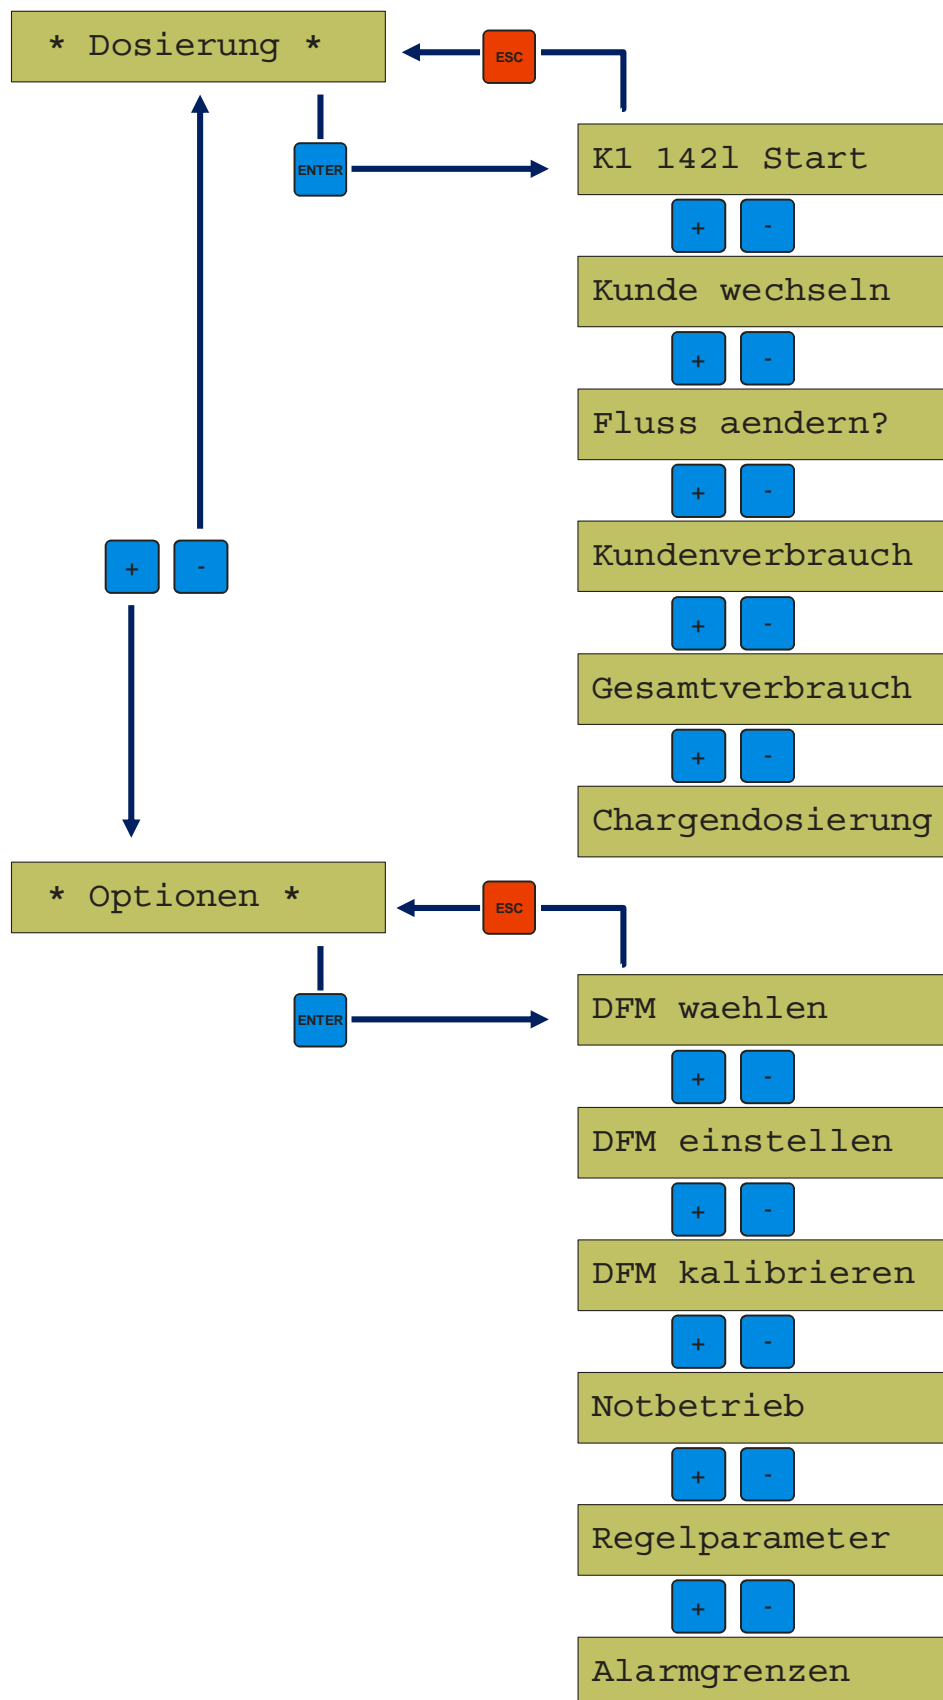 * Dosierung *
ESC
ENTER
K1 142l Start
+ -
Kunde wechseln
+ -
Fluss aendern?
+ -
Kundenverbrauch
+ -
Gesamtverbrauch
+ -
Chargendosierung
+ -
* Optionen *
ESC
ENTER
DFM waehlen
+ -
DFM einstellen
+ -
DFM kalibrieren
+ -
Notbetrieb
+ -
Regelparameter
+ -
Alarmgrenzen